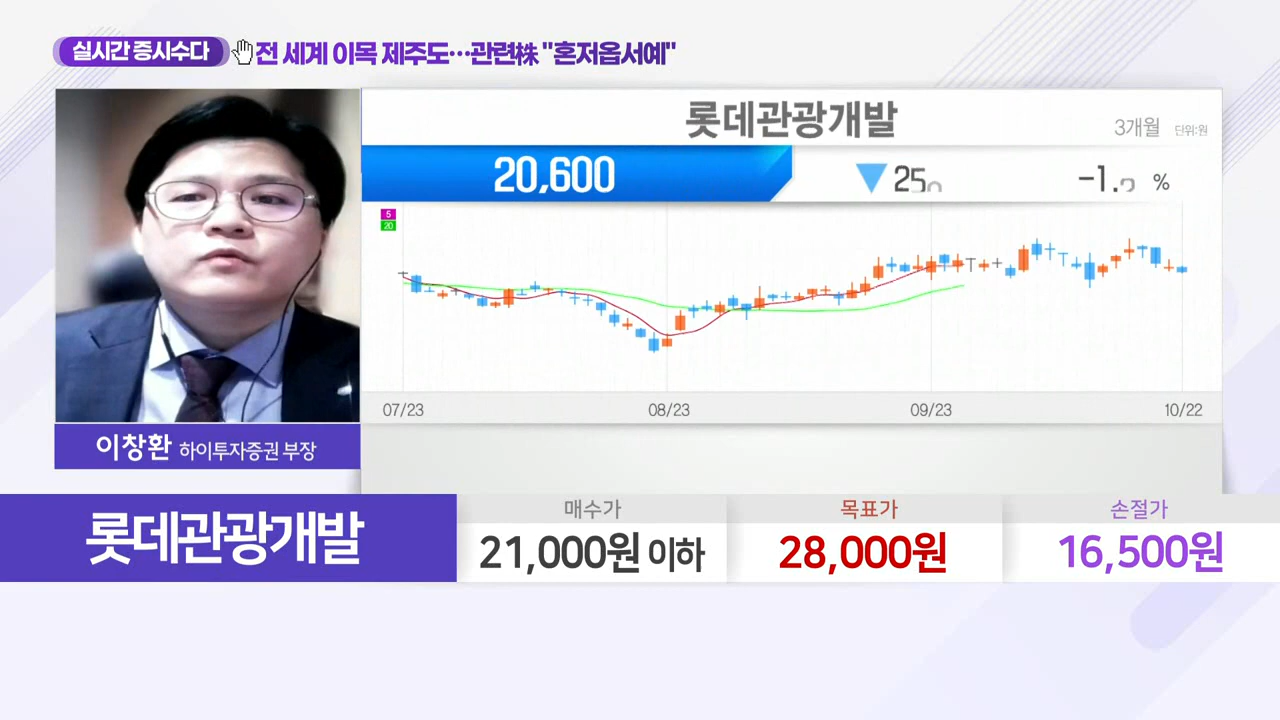 실시간 증시수다 전 세계 이목 제주도…관련株 "혼저옵서예"
롯데관광개발
3개월 단위:원
20,600 ▼ 25 -1. %
5
20
07/23 08/23 09/23 10/22
이창환 하이투자증권 부장
롯데관광개발
매수가 목표가 손절가
21,000원 이하 28,000원 16,500원